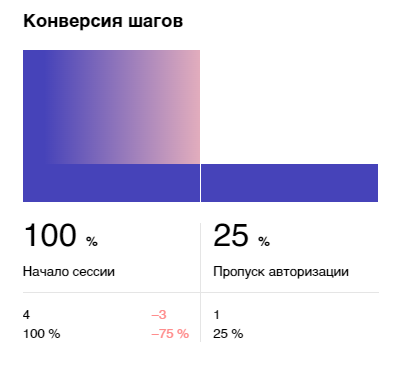 Конверсия шагов
100 %
25 %
Начало сессии
Пропуск авторизации
4
–3
1
100 %
–75 %
25 %